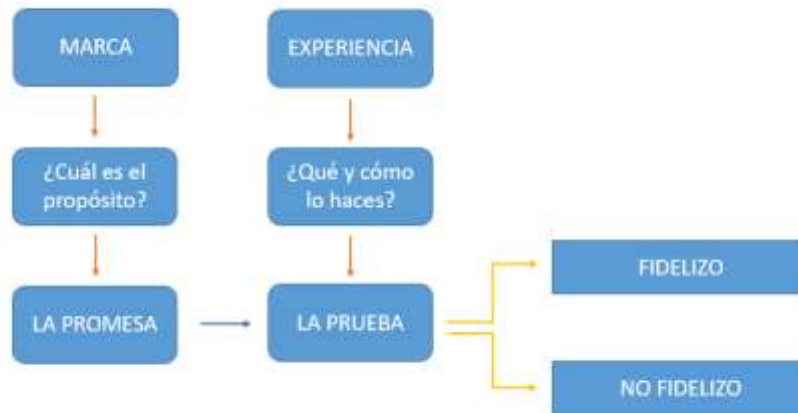 MARCA
EXPERIENCIA
¿Cuál es el
propósito?
¿Qué y cómo
lo haces?
FIDELIZO
LA PROMESA
LA PRUEBA
NO FIDELIZO